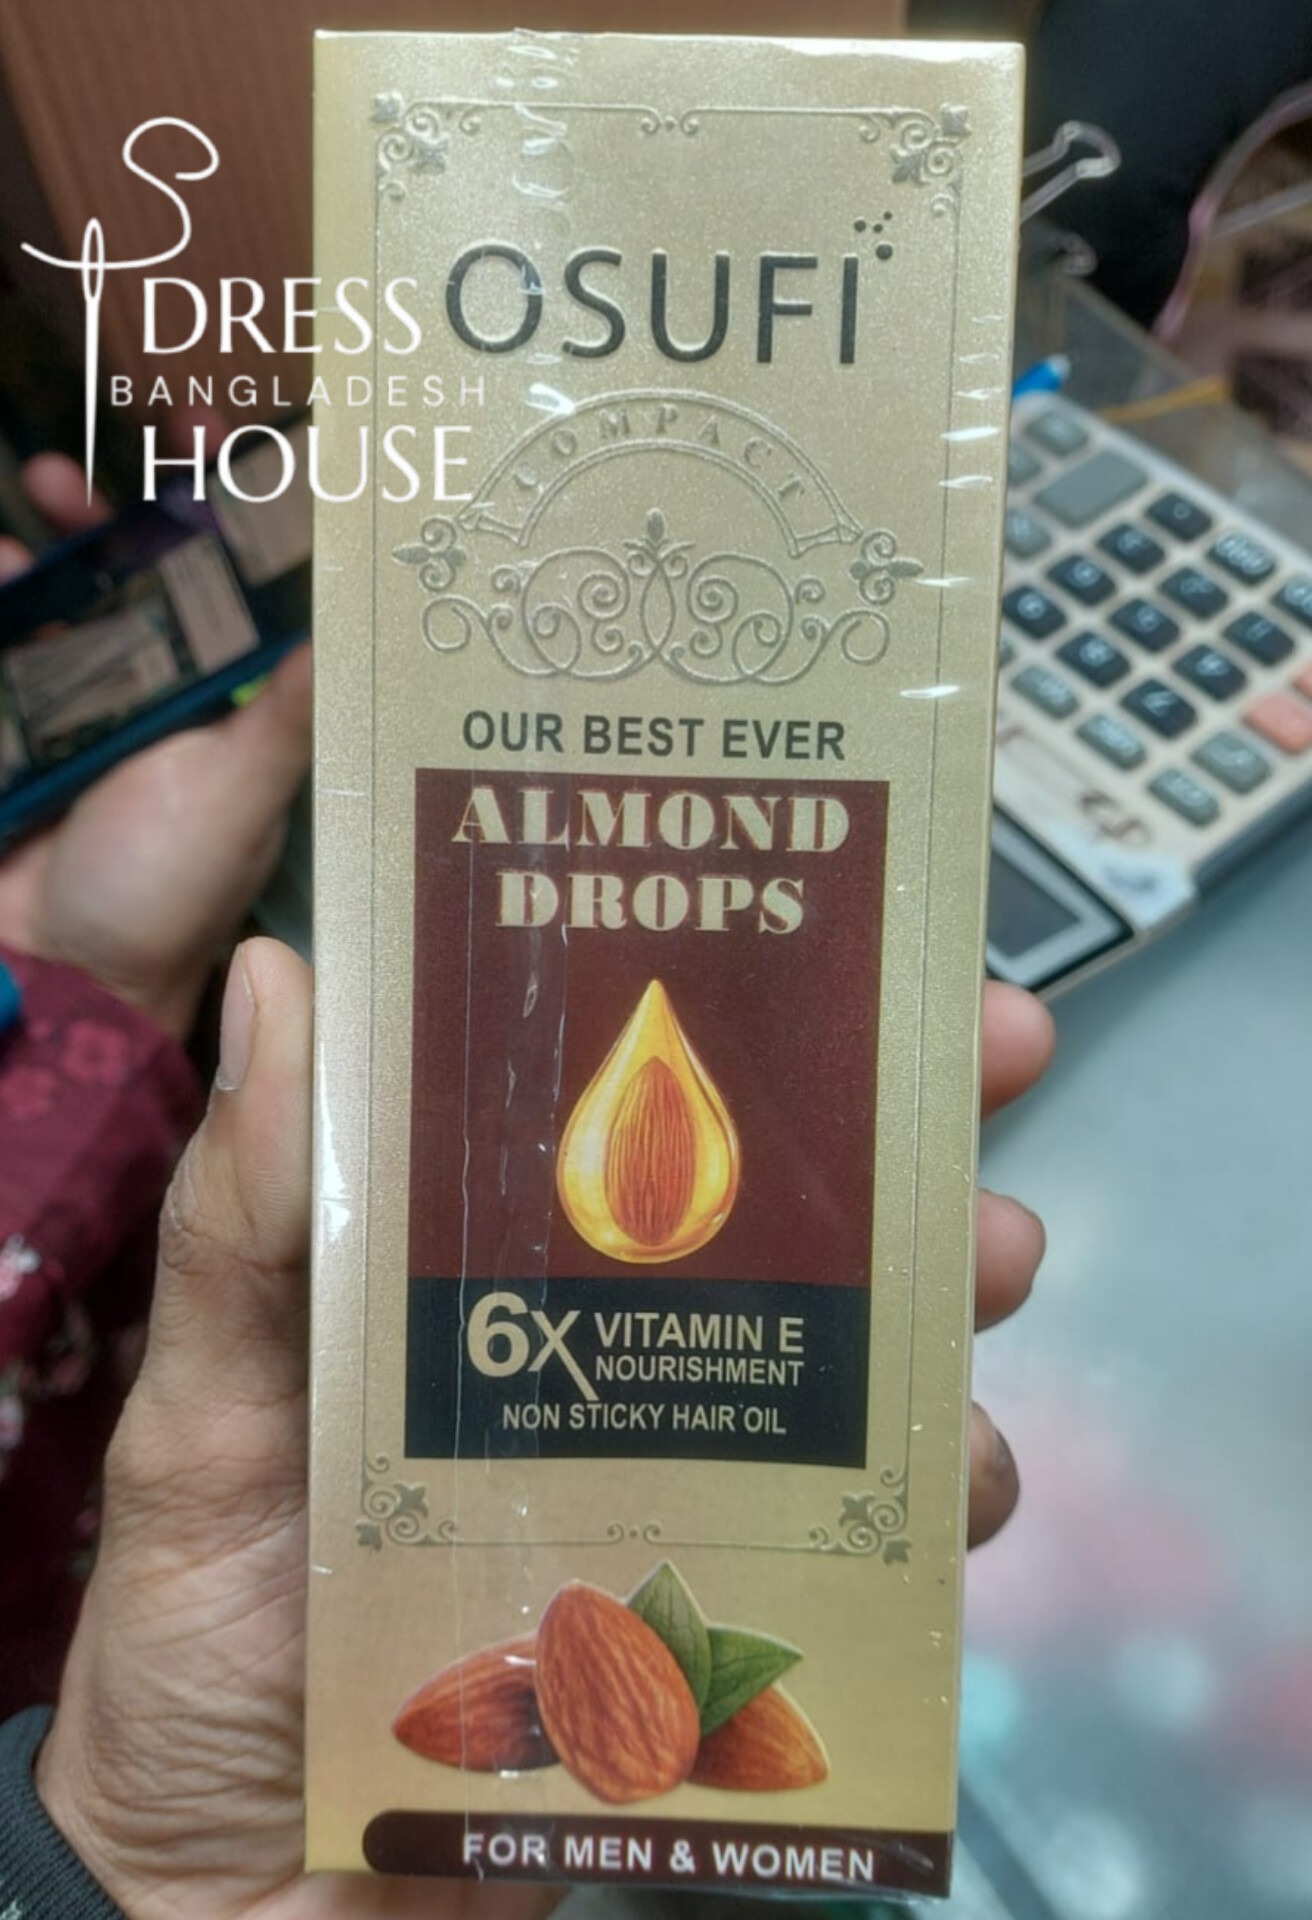 DRESS
BANGLADESH
HOUSE
OSUFI
COMPACT
OUR BEST EVER
ALMOND
DROPS
6X VITAMIN E
NOURISHMENT
NON STICKY HAIR OIL
FOR MEN & WOMEN